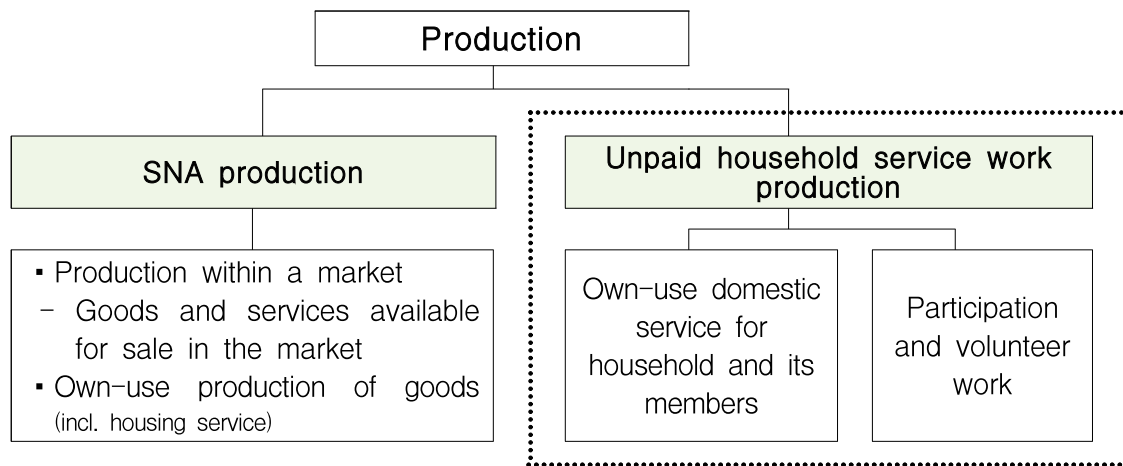 Production
SNA production
▪ Production within a market
- Goods and services available
for sale in the market
▪ Own-use production of goods
(incl. housing service)
Unpaid household service work
production
Own-use domestic
service for
household and its
members
Participation
and volunteer
work